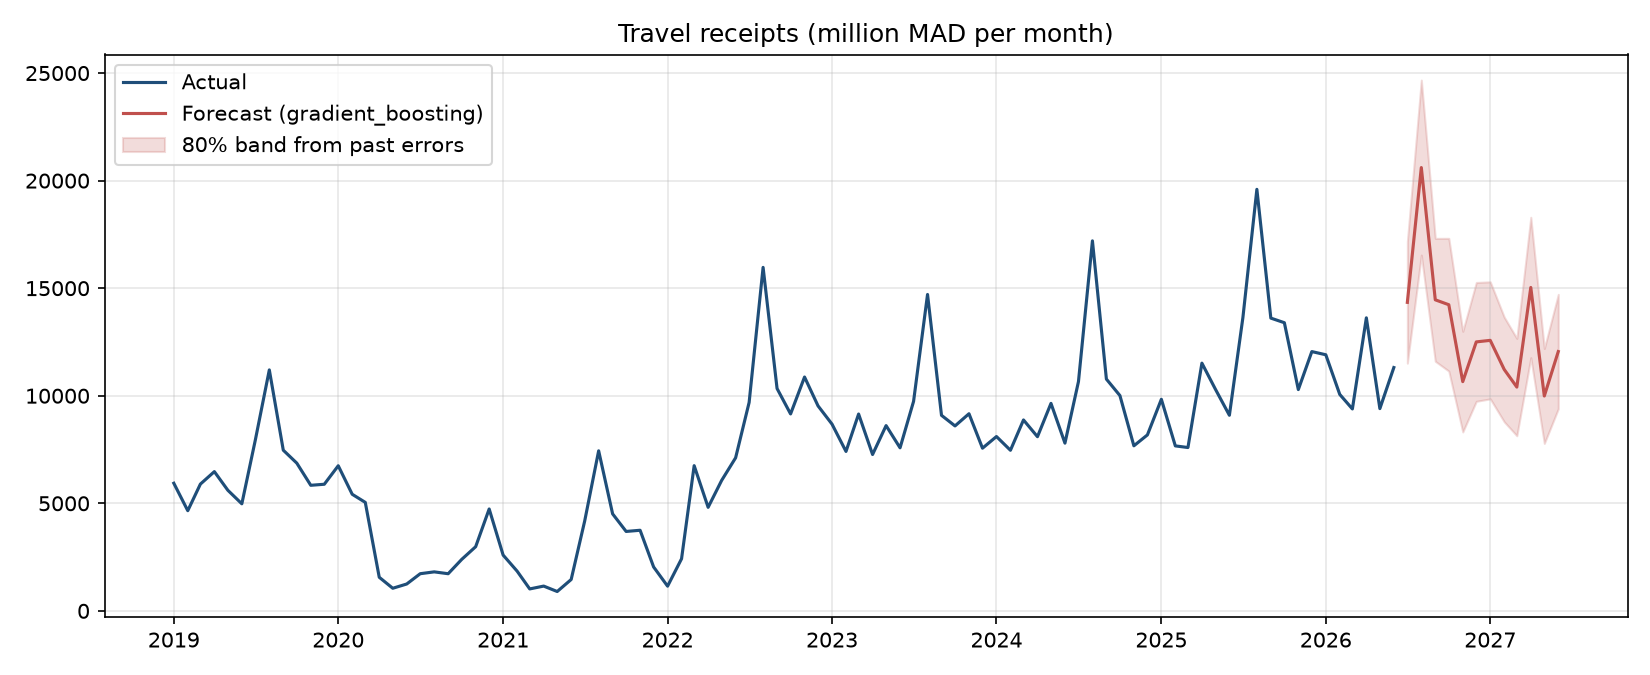 Travel receipts (million MAD per month)
Actual
Forecast (gradient_boosting)
80% band from past errors
25000
20000
15000
10000
5000
0
2019 2020 2021 2022 2023 2024 2025 2026 2027